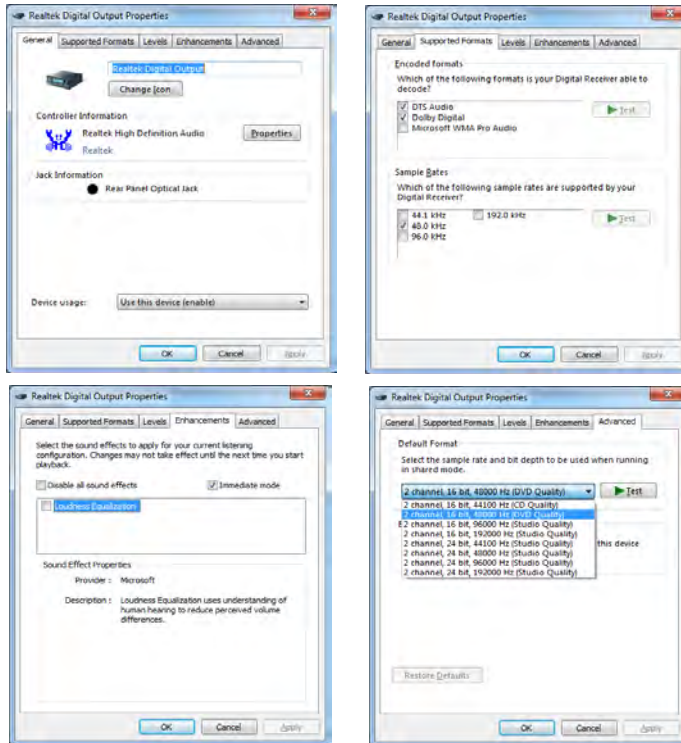 Realtek Digital Output Properties
General Supported Formats Levels Enhancements Advanced
Realtek Digital Output
Change Icon
Controller Information
Realtek High Definition Audio Properties
Realtek
Jack Information
Rear Panel Optical Jack
Device usage: Use this device (enable)
OK Cancel Apply
Realtek Digital Output Properties
General Supported Formats Levels Enhancements Advanced
Encoded formats
Which of the following formats is your Digital Receiver able to
decode?
DTS Audio
Dolby Digital
Microsoft WMA Pro Audio
Test
Sample Rates
Which of the following sample rates are supported by your
Digital Receiver?
44.1 kHz 192.0 kHz
48.0 kHz
96.0 kHz
Test
OK Cancel Apply
Realtek Digital Output Properties
General Supported Formats Levels Enhancements Advanced
Select the sound effects to apply for your current listening
configuration. Changes may not take effect until the next time you start
playback.
Disable all sound effects Immediate mode
Loudness Equalization
Sound Effect Properties
Provider : Microsoft
Description : Loudness Equalization uses understanding of
human hearing to reduce perceived volume
differences.
OK Cancel Apply
Realtek Digital Output Properties
General Supported Formats Levels Enhancements Advanced
Default Format
Select the sample rate and bit depth to be used when running
in shared mode.
2 channel, 16 bit, 48000 Hz (DVD Quality) Test
2 channel, 16 bit, 44100 Hz (CD Quality)
2 channel, 16 bit, 48000 Hz (DVD Quality)
E 2 channel, 16 bit, 96000 Hz (Studio Quality)
2 channel, 16 bit, 192000 Hz (Studio Quality)
2 channel, 24 bit, 44100 Hz (Studio Quality) this device
2 channel, 24 bit, 48000 Hz (Studio Quality)
2 channel, 24 bit, 96000 Hz (Studio Quality)
2 channel, 24 bit, 192000 Hz (Studio Quality)
Restore Defaults
OK Cancel Apply